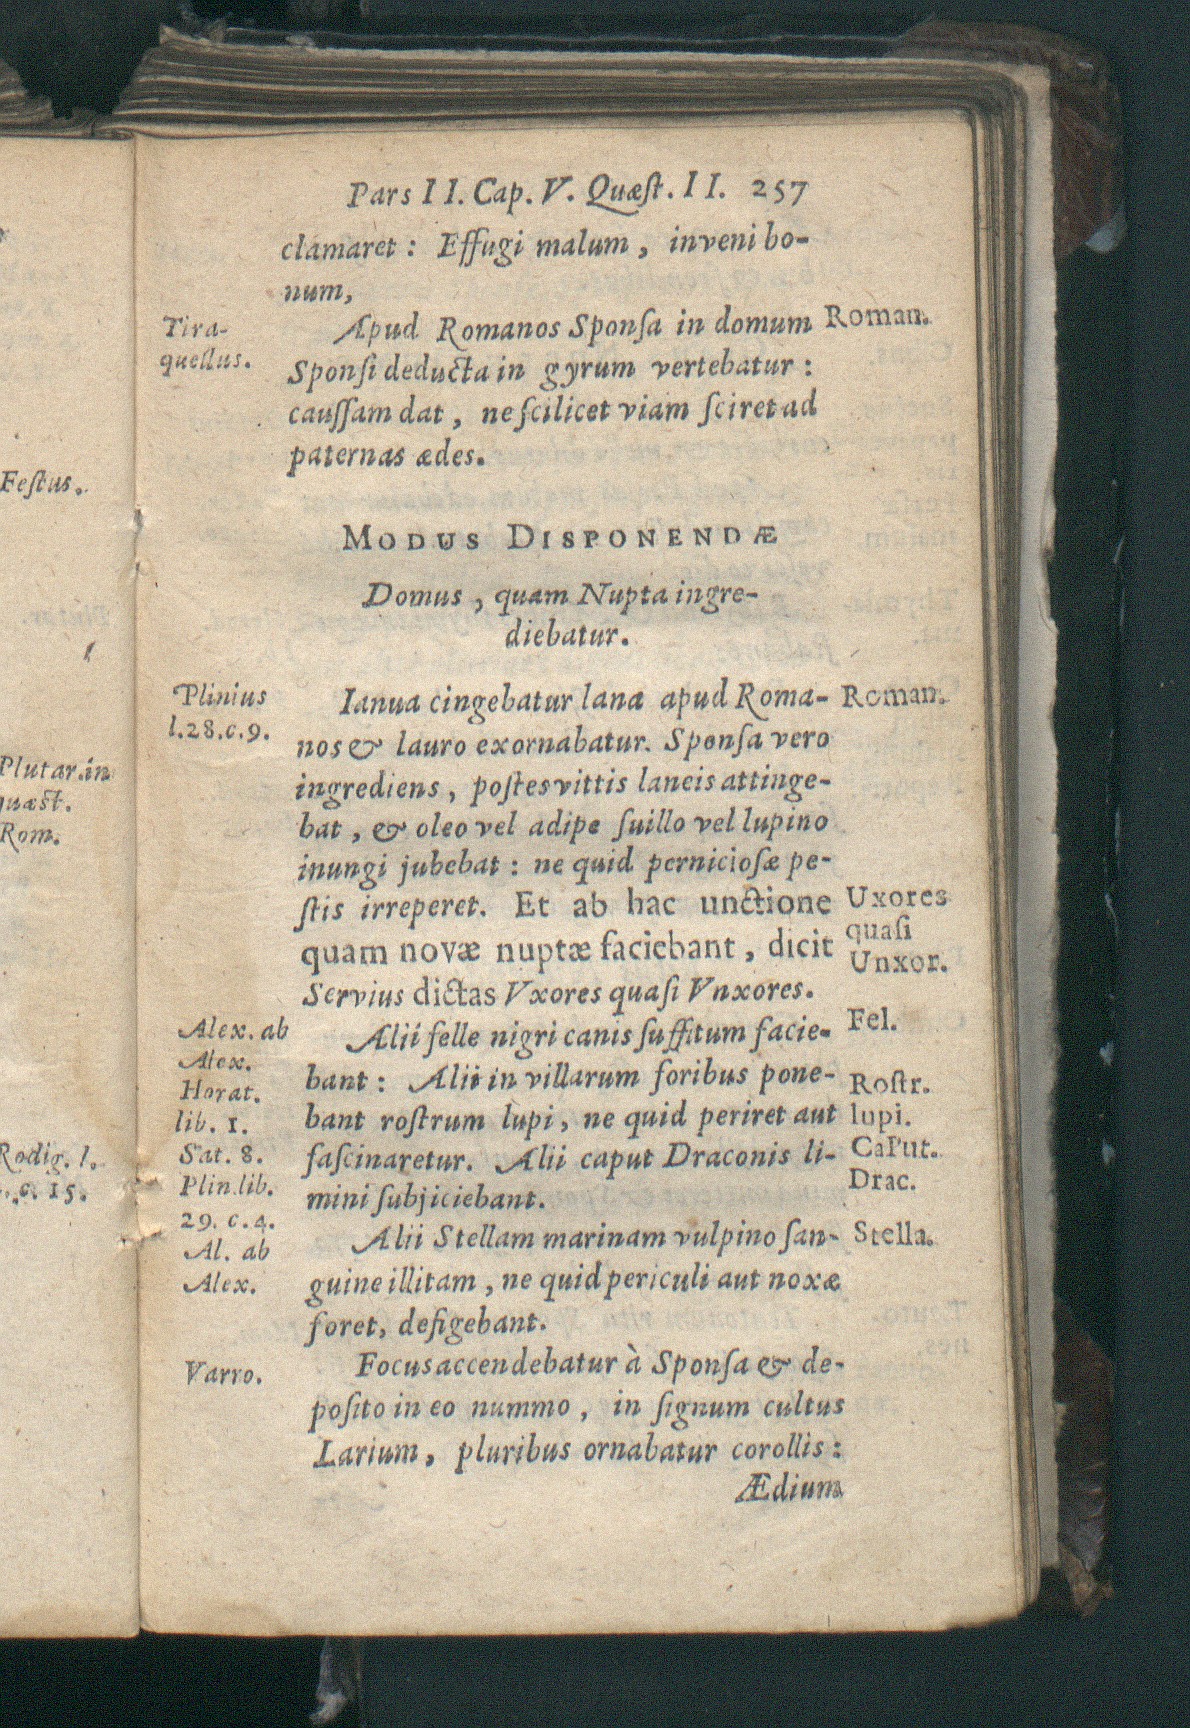 Festus.
Plutar. in
quæst.
Rom.
Rodig. l.
c. 15.
Pars II. Cap. V. Quæſt. II. 257
clamaret : Effugi malum, inveni bo-
num,
Tira-
quellus.
Apud Romanos Sponſa in domum
Sponſi deducta in gyrum vertebatur :
cauſſam dat, ne ſcilicet viam ſciret ad
paternas ædes.
Roman.
MODUS DISPONENDÆ
Domus, quam Nupta ingre-
diebatur.
Plinius
l.28.c.9.
Ianua cingebatur lana apud Roma-
nos & lauro exornabatur. Sponſa vero
ingrediens, poſtes vittis laneis attinge-
bat, & oleo vel adipe ſuillo vel lupino
inungi jubebat : ne quid pernicioſæ pe-
ſtis irreperet. Et ab hac unctione
quam novæ nuptæ faciebant, dicit
Servius dictas Vxores quaſi Vnxores.
Roman.
Uxores
quaſi
Unxor.
Alex. ab
Alex.
Horat.
lib. 1.
Sat. 8.
Plin. lib.
29. c. 4.
Al. ab
Alex.
Alii felle nigri canis ſuffitum facie-
bant : Alii in villarum foribus pone-
bant roſtrum lupi, ne quid periret aut
faſcinaretur. Alii caput Draconis li-
mini ſubjiciebant.
Fel.
Roſtr.
lupi.
Caput.
Drac.
Alii Stellam marinam vulpino ſan-
guine illitam, ne quid periculi aut noxæ
foret, defigebant.
Stella.
Varro.
Focus accendebatur à Sponſa & de-
poſito in eo nummo, in ſignum cultus
Larium, pluribus ornabatur corollis :
Ædium